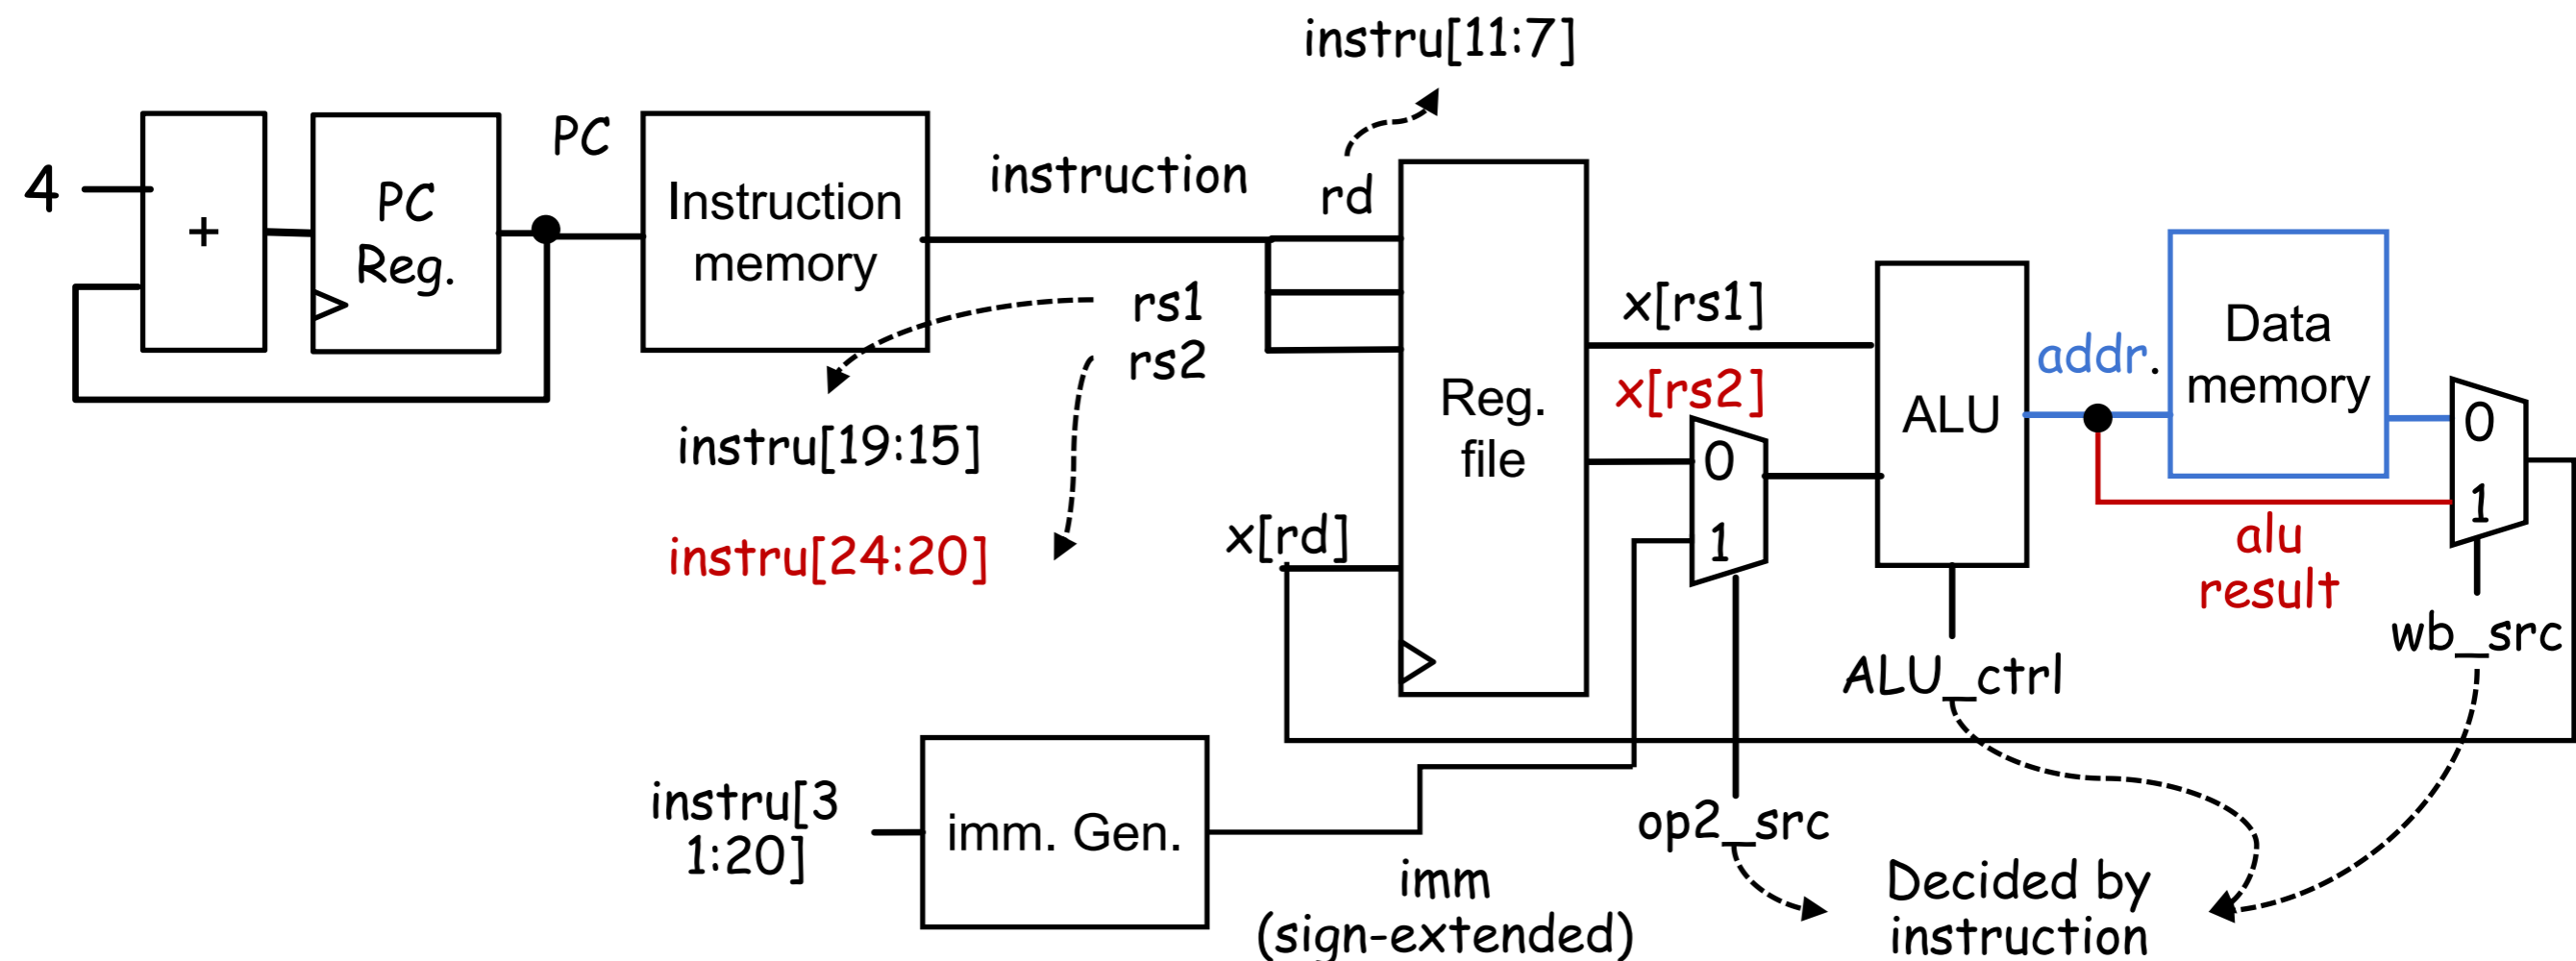 instru[11:7]
4
+
PC
Reg.
PC
Instruction
memory
instruction
rd
rs1
rs2
instru[19:15]
instru[24:20]
x[rd]
Reg.
file
x[rs1]
x[rs2]
0
1
ALU
addr.
Data
memory
0
1
alu
result
wb_src
ALU_ctrl
instru[3
1:20]
imm. Gen.
imm
(sign-extended)
op2_src
Decided by
instruction